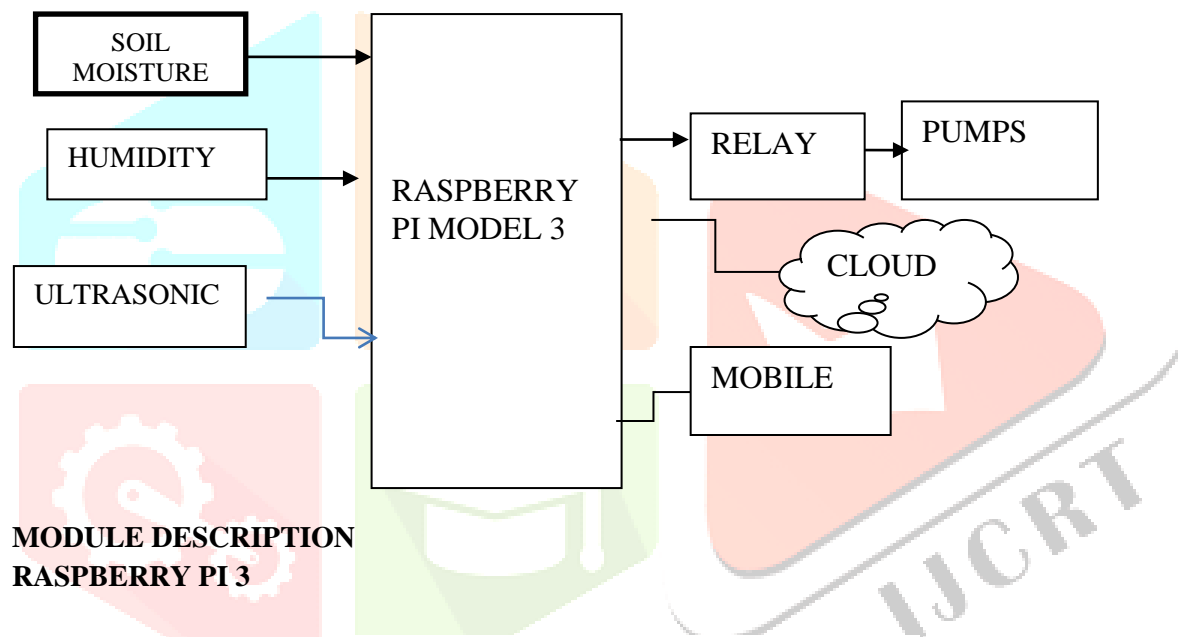 SOIL
MOISTURE
HUMIDITY
ULTRASONIC
RASPBERRY
PI MODEL 3
RELAY
PUMPS
CLOUD
MOBILE
MODULE DESCRIPTION
RASPBERRY PI 3
IJCRT